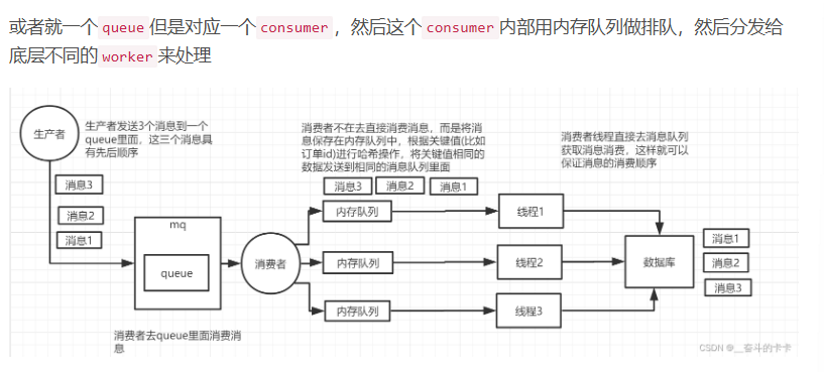 或者就一个 queue 但是对应一个 consumer ，然后这个 consumer 内部用内存队列做排队，然后分发给
底层不同的 worker 来处理
生产者
生产者发送3个消息到一个
queue里面，这三个消息具
有先后顺序
消息3
消息2
消息1
mq
queue
消费者去queue里面消费消
息
消费者
消费者不在去直接消费消息，而是将消
息保存在内存队列中，根据关键值(比如
订单id)进行哈希操作，将关键值相同的
数据发送到相同的消息队列里面
消息3
消息2
消息1
内存队列
内存队列
内存队列
线程1
线程2
线程3
消费者线程直接去消息队列
获取消息消费，这样就可以
保证消息的消费顺序
数据库
消息1
消息2
消息3
CSDN @__奋斗的卡卡